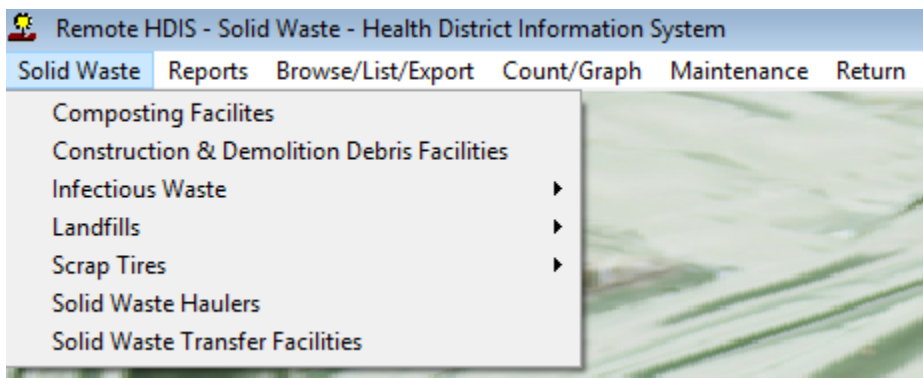 Remote HDIS - Solid Waste - Health District Information System
Solid Waste Reports Browse/List/Export Count/Graph Maintenance Return
Composting Facilites
Construction & Demolition Debris Facilities
Infectious Waste
Landfills
Scrap Tires
Solid Waste Haulers
Solid Waste Transfer Facilities